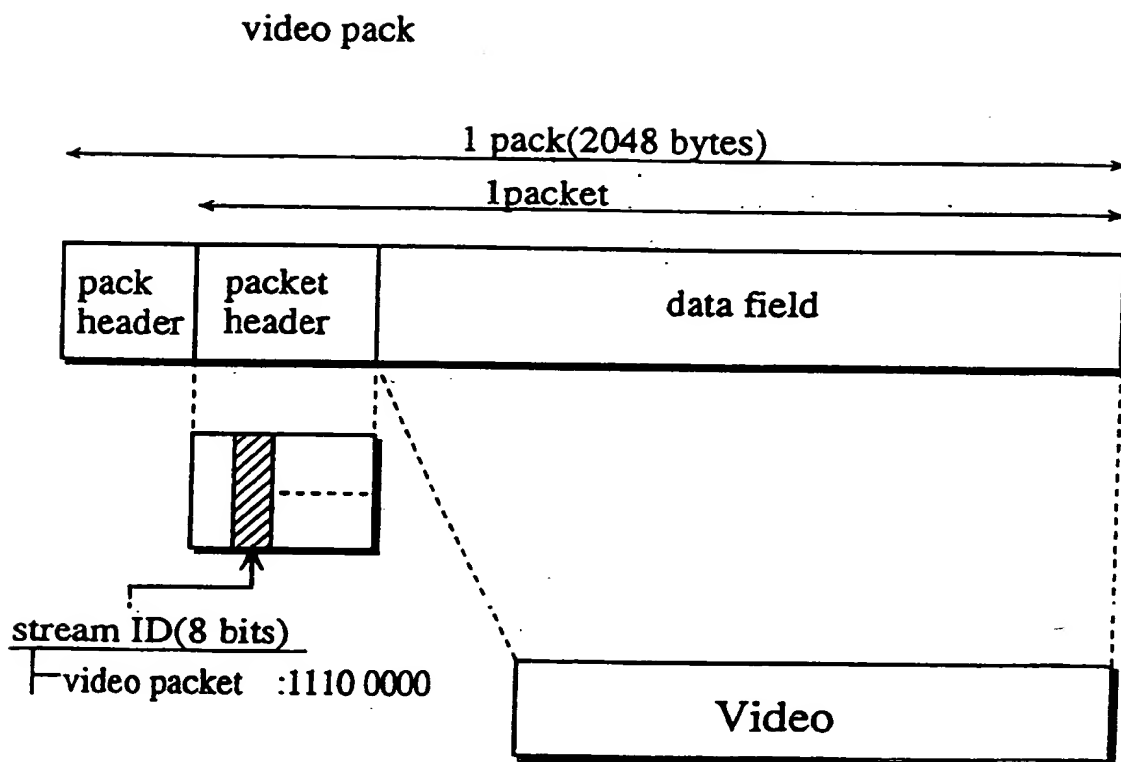 video pack
1 pack(2048 bytes)
1packet
pack
header
packet
header
data field
stream ID(8 bits)
video packet :1110 0000
Video